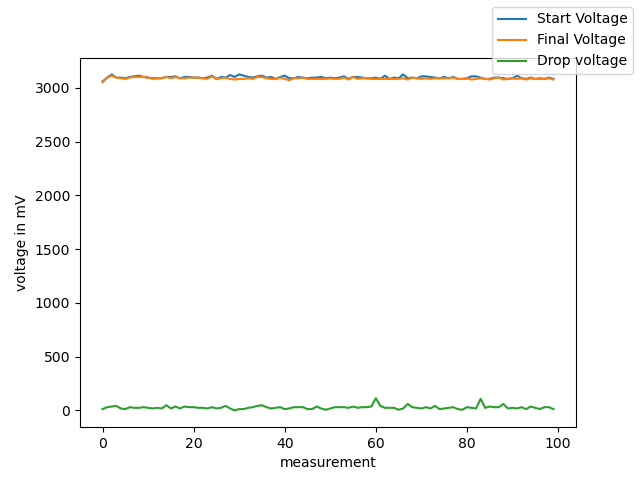 Start Voltage
Final Voltage
Drop voltage
3000
2500
2000
1500
1000
500
0
voltage in mV
0 20 40 60 80 100
measurement